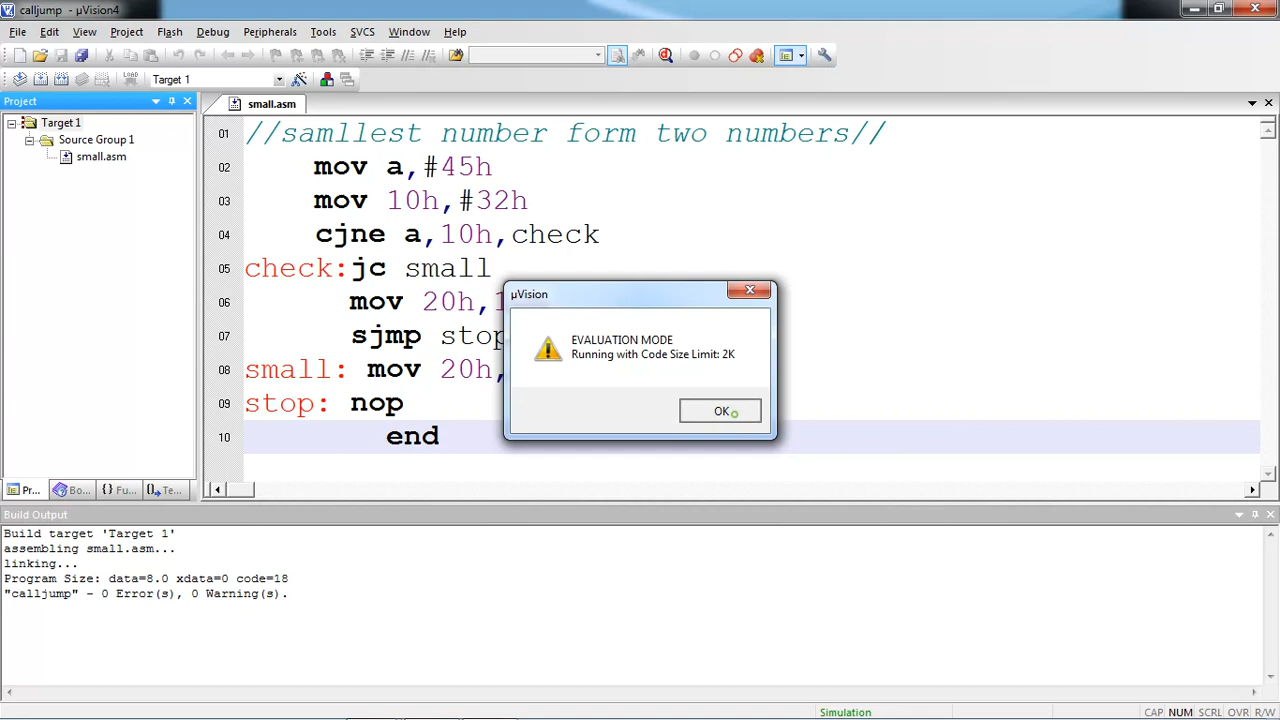 calljump - µVision4
File Edit View Project Flash Debug Peripherals Tools SVCS Window Help
Target 1
Project
small.asm
Target 1
Source Group 1
small.asm
01 //samllest number form two numbers//
02 mov a,#45h
03 mov 10h,#32h
04 cjne a,10h,check
05 check:jc small
06 mov 20h,
07 sjmp stop
08 small: mov 20h,
09 stop: nop
10 end
µVision
EVALUATION MODE
Running with Code Size Limit: 2K
OK
Pr... Bo... {} Fu... Te...
Build Output
Build target 'Target 1'
assembling small.asm...
linking...
Program Size: data=8.0 xdata=0 code=18
"calljump" - 0 Error(s), 0 Warning(s).
Simulation
CAP NUM SCRL OVR R/W